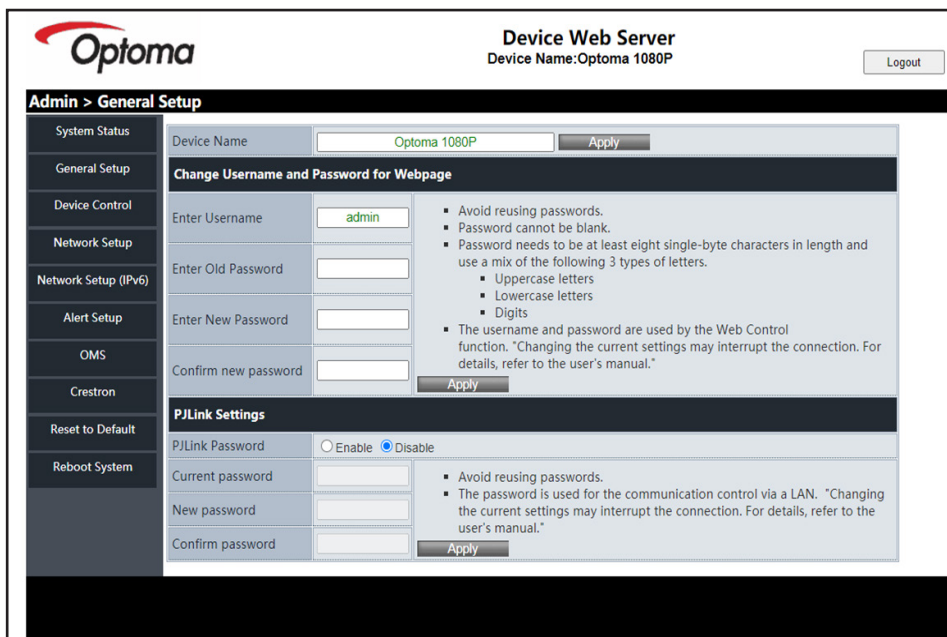 Optoma
Device Web Server
Device Name:Optoma 1080P
Logout
Admin > General Setup
System Status
General Setup
Device Control
Network Setup
Network Setup (IPv6)
Alert Setup
OMS
Crestron
Reset to Default
Reboot System
Device Name
Optoma 1080P
Apply
Change Username and Password for Webpage
Enter Username
admin
Enter Old Password
Enter New Password
Confirm new password
▪ Avoid reusing passwords.
▪ Password cannot be blank.
▪ Password needs to be at least eight single-byte characters in length and
use a mix of the following 3 types of letters.
▪ Uppercase letters
▪ Lowercase letters
▪ Digits
▪ The username and password are used by the Web Control
function. "Changing the current settings may interrupt the connection. For
details, refer to the user's manual."
Apply
PJLink Settings
PJLink Password
Enable
Disable
Current password
New password
Confirm password
▪ Avoid reusing passwords.
▪ The password is used for the communication control via a LAN. "Changing
the current settings may interrupt the connection. For details, refer to the
user's manual."
Apply